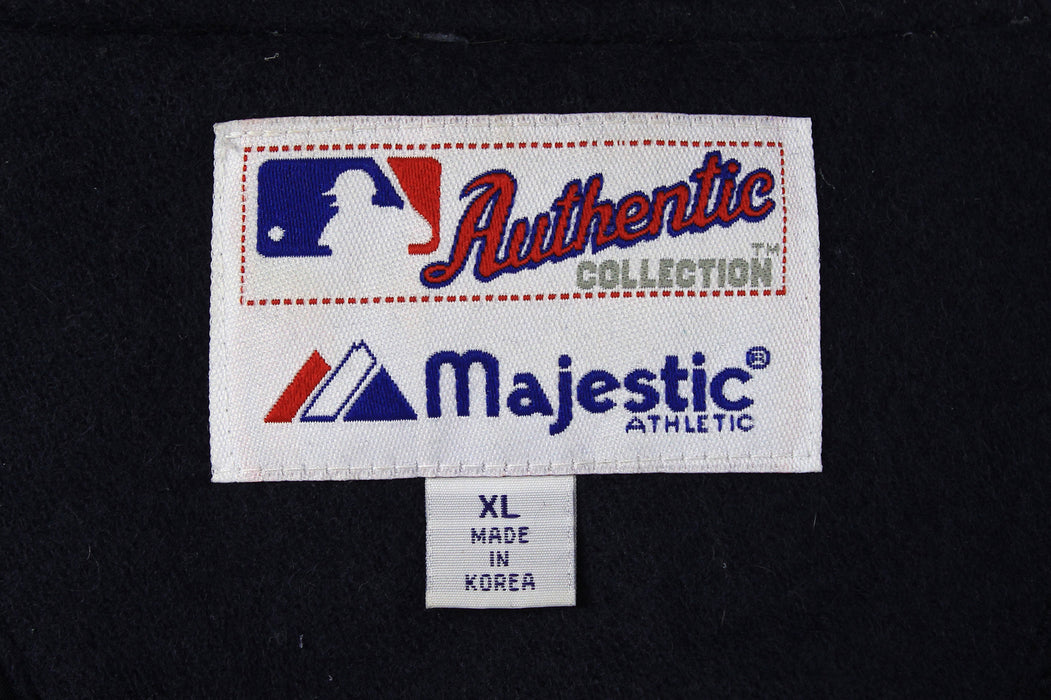 Authentic
COLLECTION™
Majestic®
ATHLETIC
XL
MADE
IN
KOREA